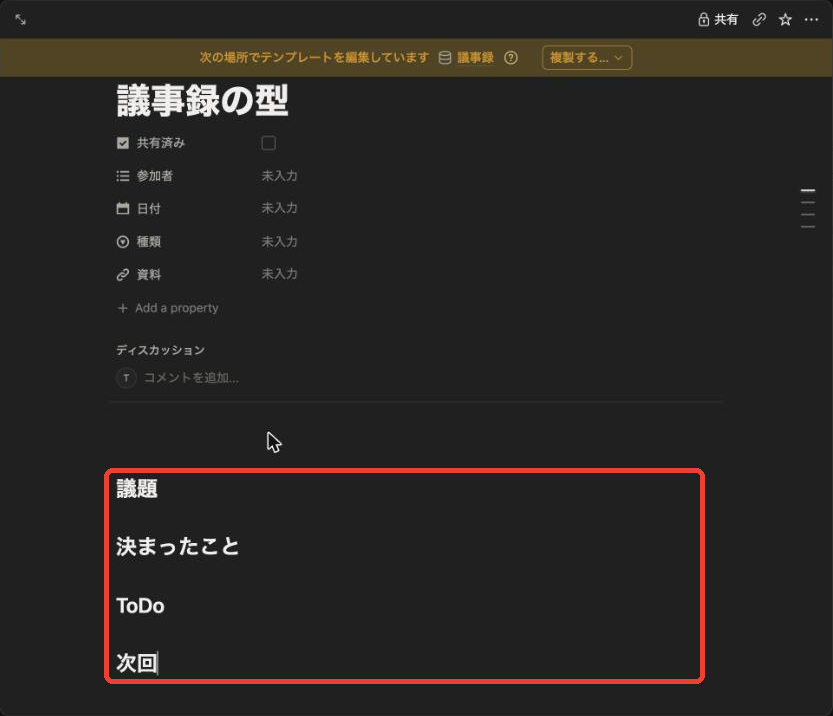 共有
次の場所でテンプレートを編集しています 議事録 複製する...
議事録の型
共有済み
参加者 未入力
日付 未入力
種類 未入力
資料 未入力
Add a property
ディスカッション
T コメントを追加...
議題
決まったこと
ToDo
次回